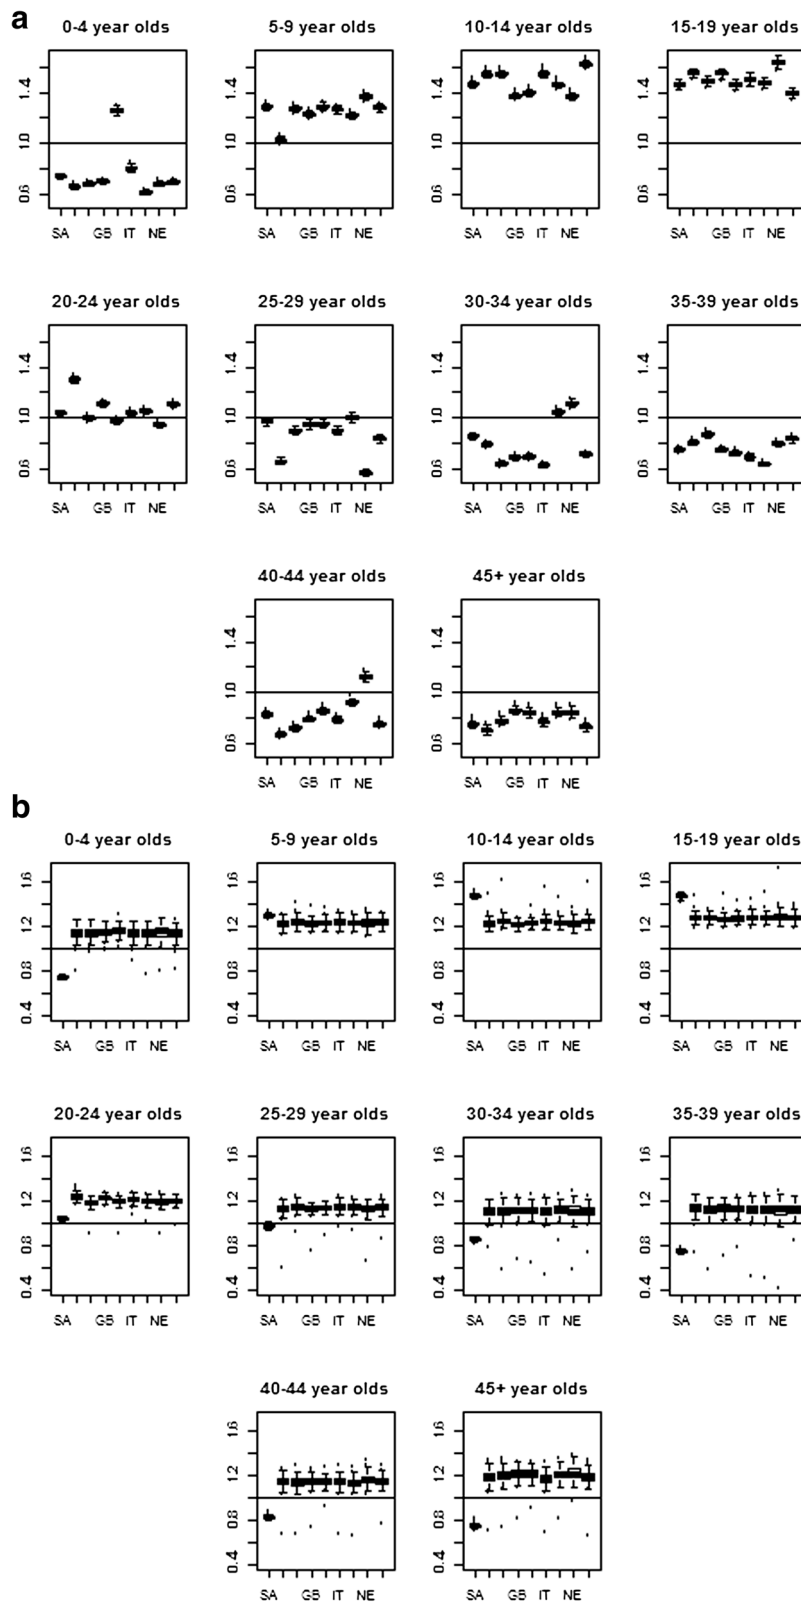 a
0-4 year olds 5-9 year olds 10-14 year olds 15-19 year olds
1.4 1.4 1.4 1.4
1.0 1.0 1.0 1.0
0.6 0.6 0.6 0.6
SA GB IT NE SA GB IT NE SA GB IT NE SA GB IT NE
20-24 year olds 25-29 year olds 30-34 year olds 35-39 year olds
1.4 1.4 1.4 1.4
1.0 1.0 1.0 1.0
0.6 0.6 0.6 0.6
SA GB IT NE SA GB IT NE SA GB IT NE SA GB IT NE
40-44 year olds 45+ year olds
1.4 1.4
1.0 1.0
0.6 0.6
SA GB IT NE SA GB IT NE
b
0-4 year olds 5-9 year olds 10-14 year olds 15-19 year olds
1.6 1.6 1.6 1.6
1.2 1.2 1.2 1.2
0.8 0.8 0.8 0.8
0.4 0.4 0.4 0.4
SA GB IT NE SA GB IT NE SA GB IT NE SA GB IT NE
20-24 year olds 25-29 year olds 30-34 year olds 35-39 year olds
1.6 1.6 1.6 1.6
1.2 1.2 1.2 1.2
0.8 0.8 0.8 0.8
0.4 0.4 0.4 0.4
SA GB IT NE SA GB IT NE SA GB IT NE SA GB IT NE
40-44 year olds 45+ year olds
1.6 1.6
1.2 1.2
0.8 0.8
0.4 0.4
SA GB IT NE SA GB IT NE